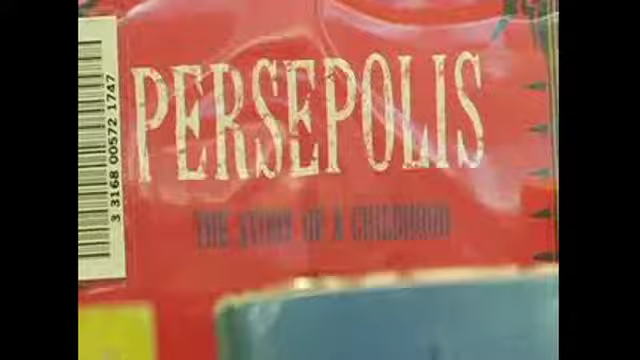 PERSEPOLIS
THE STORY OF A CHILDHOOD
3 3168 00572 1747